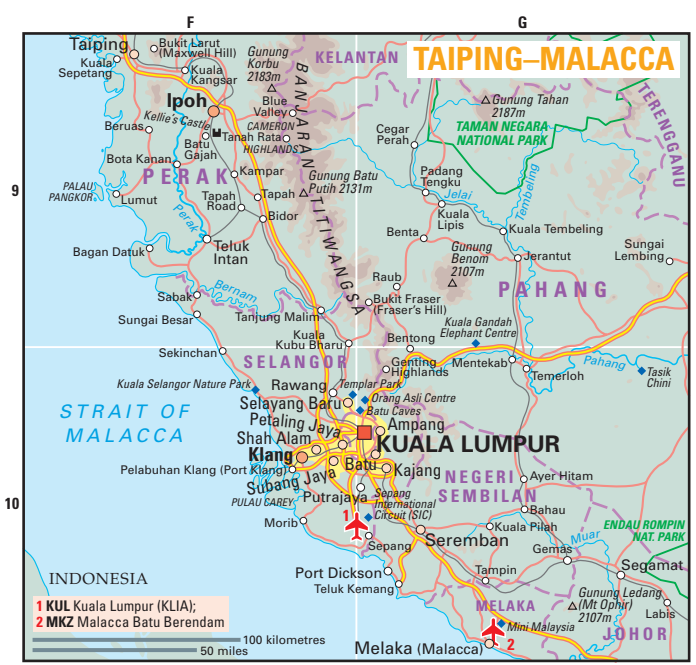 F
G
TAIPING–MALACCA
Taiping
Bukit Larut
(Maxwell Hill)
Kuala
Sepetang
Kuala
Kangsar
Gunung
Korbu
2183m
KELANTAN
BANJARAN TITIWANGSA
TERENGGANU
Ipoh
Blue
Valley
Kellie's Castle
Beruas
Batu
Gajah
Tanah Rata
CAMERON
HIGHLANDS
Gunung Tahan
2187m
TAMAN NEGARA
NATIONAL PARK
Cegar
Perah
Bota Kanan
PERAK
Kampar
Gunung Batu
Putih 2131m
Padang
Tengku
Jelai
Tembeling
9
PALAU
PANGKOR
Lumut
Perak
Tapah
Road
Tapah
Bidor
Kuala
Lipis
Kuala Tembeling
Teluk
Intan
Bagan Datuk
Benta
Gunung
Benom
2107m
Jerantut
Sungai
Lembing
Raub
PAHANG
Bernam
Sabak
Sungai Besar
Tanjung Malim
Bukit Fraser
(Fraser's Hill)
Kuala
Kubu Bharu
Kuala Gandah
Elephant Centre
Bentong
Sekinchan
SELANGOR
Genting
Highlands
Mentekab
Temerloh
Pahang
Tasik
Chini
Kuala Selangor Nature Park
Rawang
Templar Park
Orang Asli Centre
Batu Caves
Selayang Baru
STRAIT OF
MALACCA
Petaling Jaya
Ampang
Shah Alam
KUALA LUMPUR
Klang
Batu
Kajang
Pelabuhan Klang (Port Klang)
Subang Jaya
NEGERI
SEMBILAN
Ayer Hitam
PULAU CAREY
Putrajaya
Sepang
International
Circuit (SIC)
10
1
Bahau
Morib
Kuala Pilah
ENDAU ROMPIN
NAT. PARK
Sepang
Seremban
Muar
Gemas
Segamat
INDONESIA
Port Dickson
Teluk Kemang
Tampin
Gunung Ledang
(Mt Ophir)
2107m
Labis
MELAKA
Mini Malaysia
JOHOR
1 KUL Kuala Lumpur (KLIA);
2 MKZ Malacca Batu Berendam
2
Melaka (Malacca)
100 kilometres
50 miles